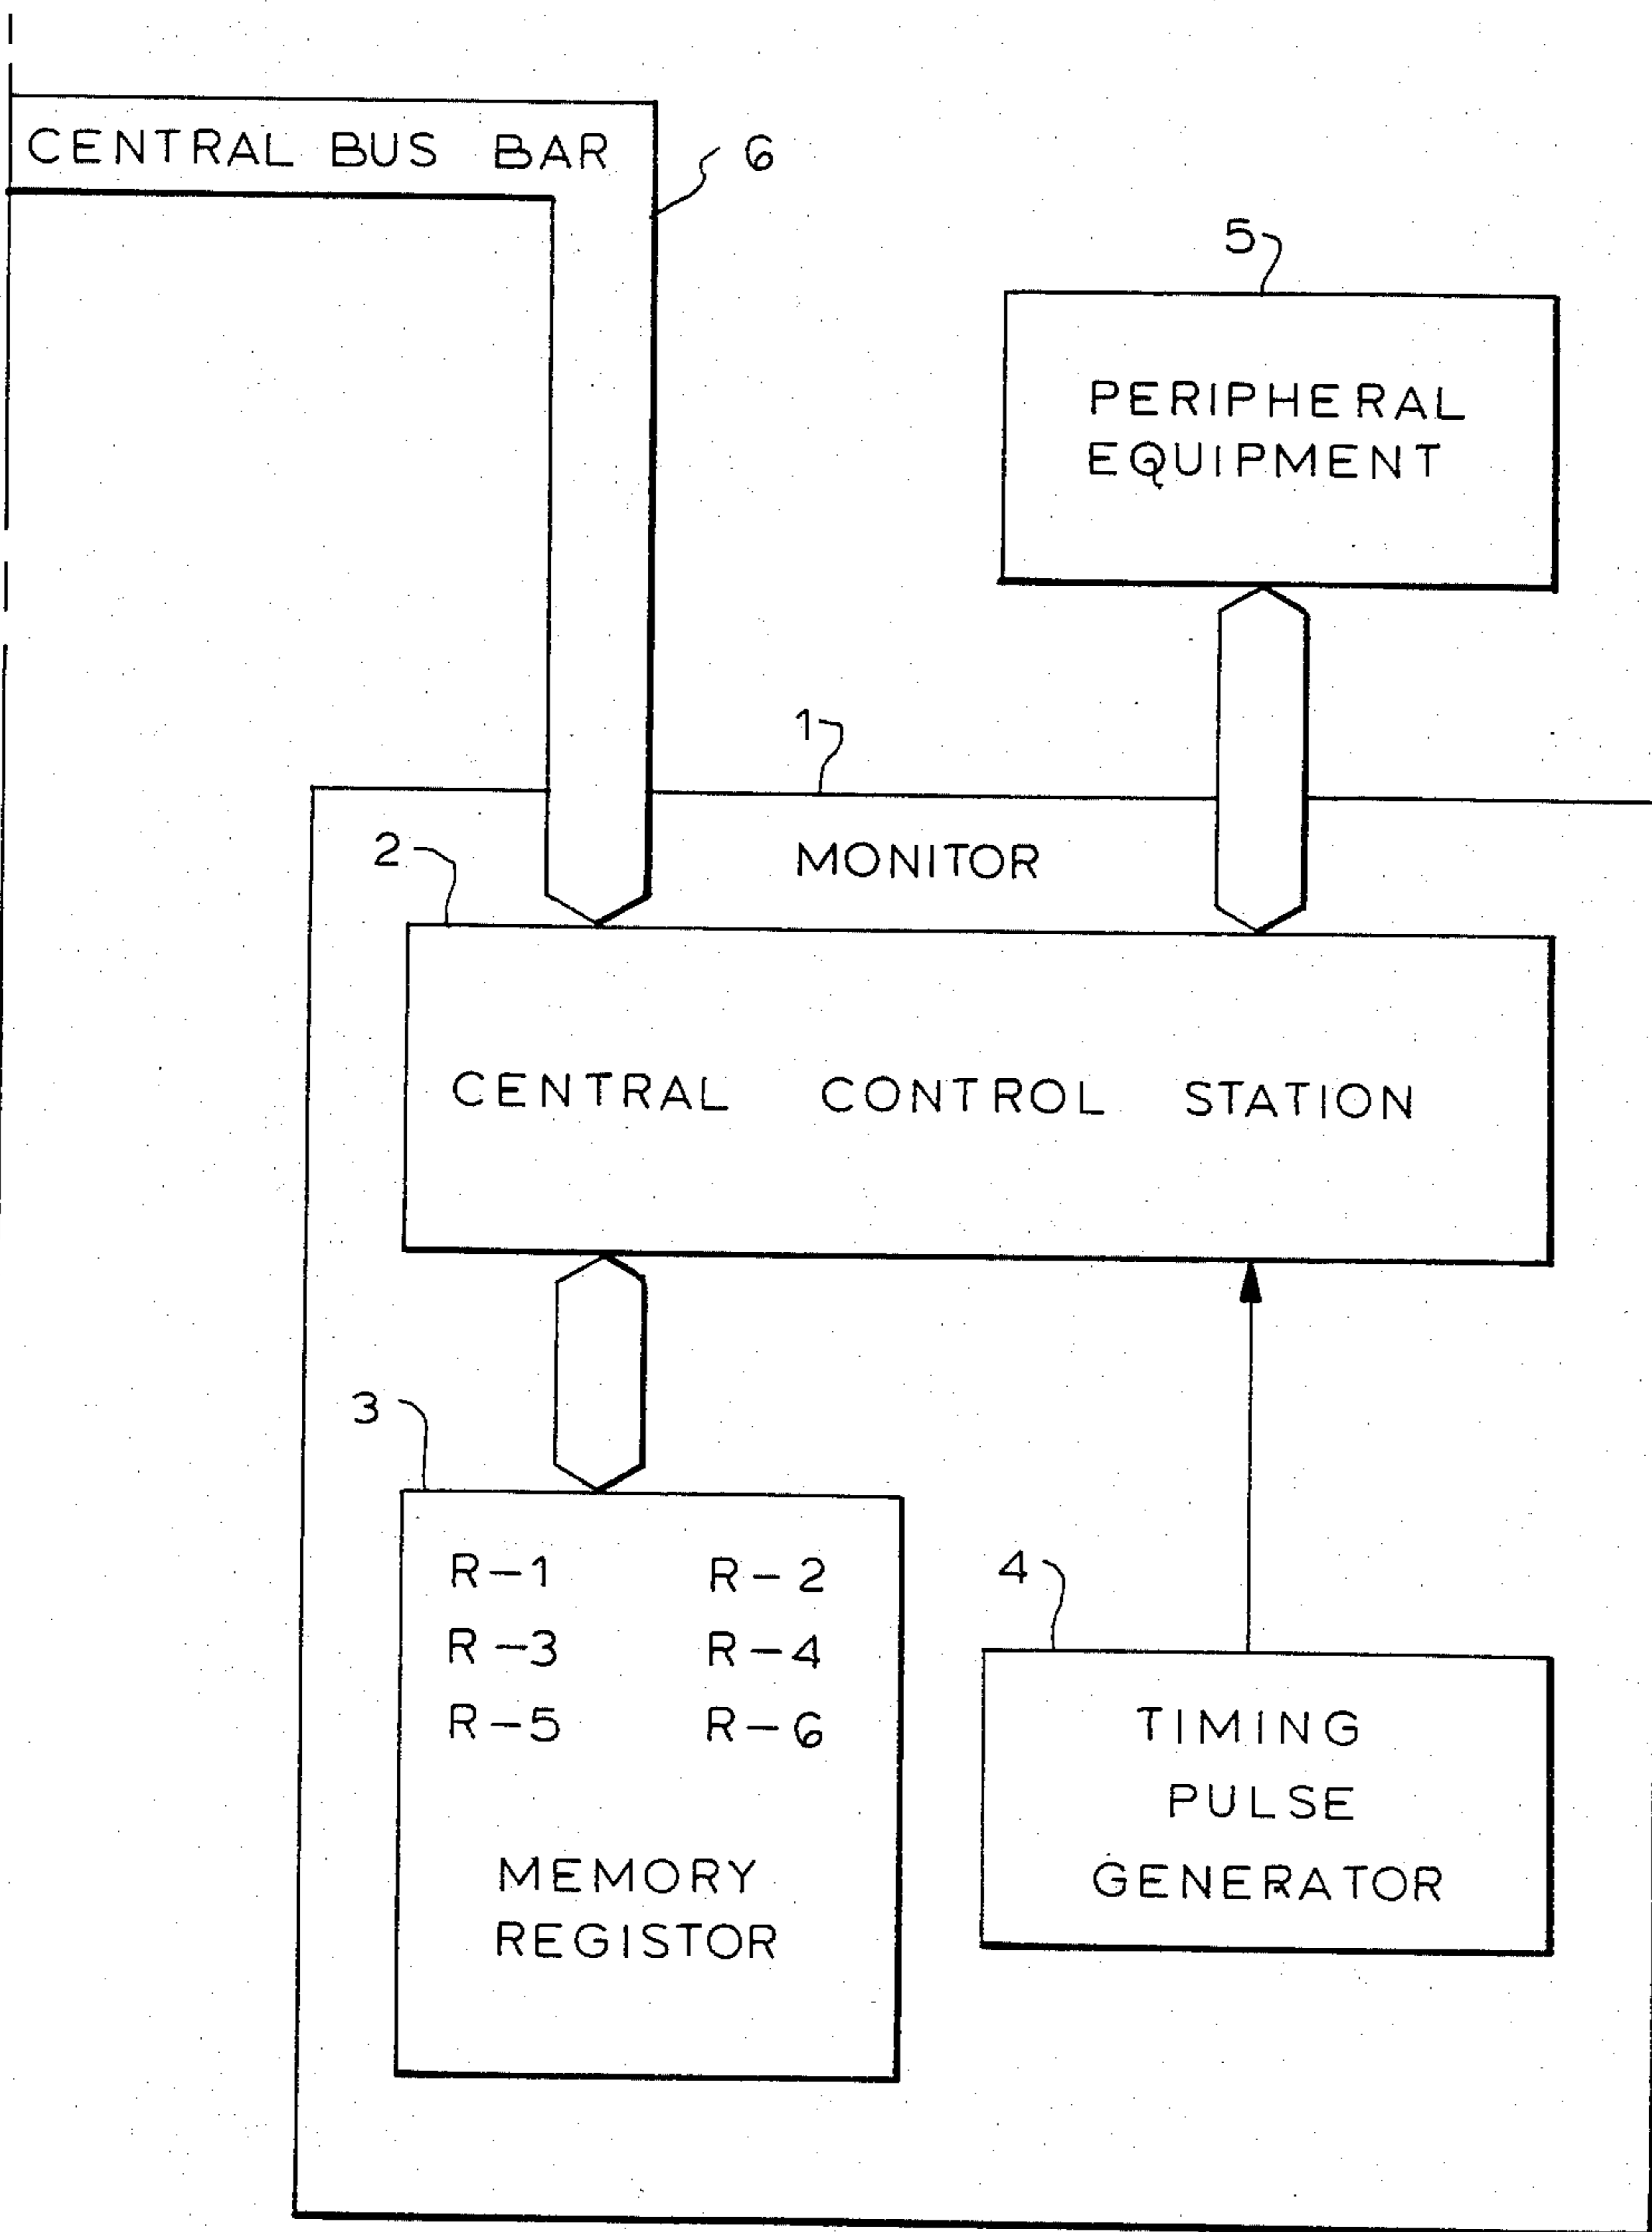 CENTRAL BUS BAR
6
5
PERIPHERAL
EQUIPMENT
1
MONITOR
2
CENTRAL CONTROL STATION
3
R-1 R-2
R-3 R-4
R-5 R-6
MEMORY
REGISTOR
4
TIMING
PULSE
GENERATOR